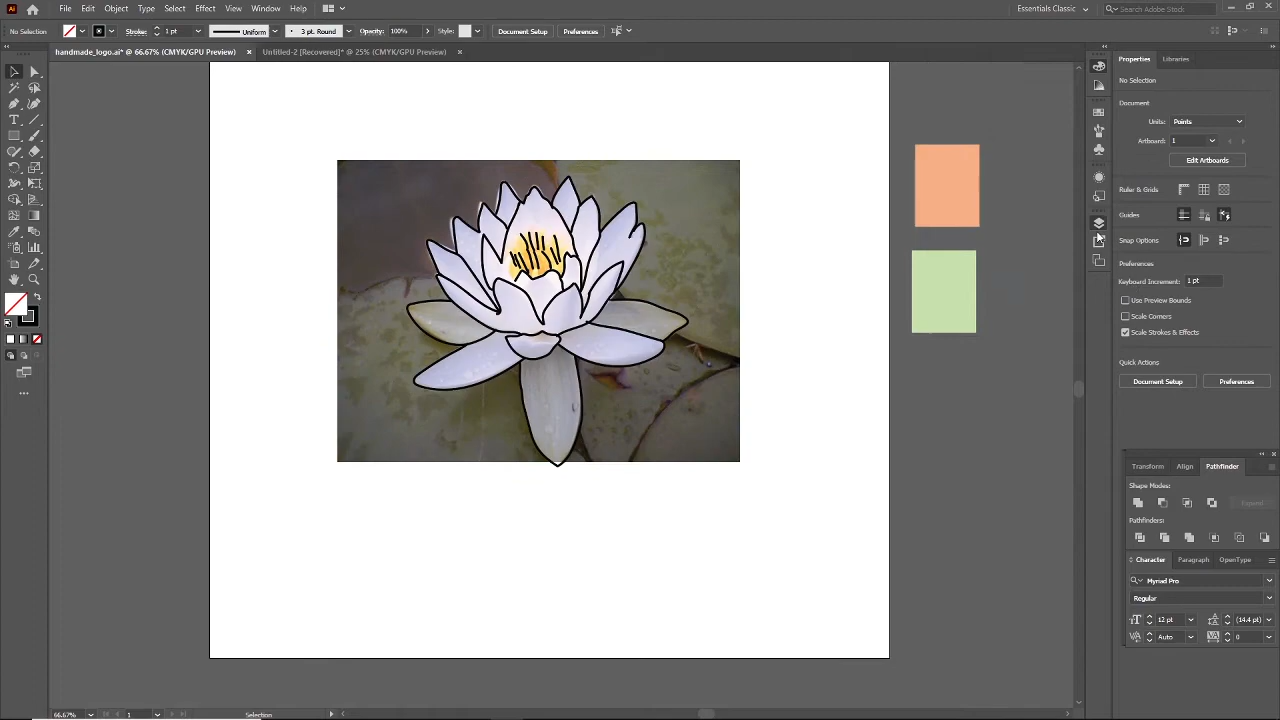 Ai File Edit Object Type Select Effect View Window Help Essentials Classic Search Adobe Stock
No Selection Stroke: 1 pt Uniform 3 pt. Round Opacity: 100% Style: Document Setup Preferences
handmade_logo.ai* @ 66.67% (CMYK/GPU Preview) × Untitled-2 [Recovered]* @ 25% (CMYK/GPU Preview) ×
Properties Libraries
No Selection
Document
Units: Points
Artboard: 1
Edit Artboards
Ruler & Grids
Guides
Snap Options
Preferences
Keyboard Increment: 1 pt
Use Preview Bounds
Scale Corners
Scale Strokes & Effects
Quick Actions
Document Setup Preferences
Transform Align Pathfinder
Shape Modes:
Expand
Pathfinders:
Character Paragraph OpenType
Myriad Pro
Regular
12 pt (14.4 pt)
Auto 0
66.67% 1 Selection